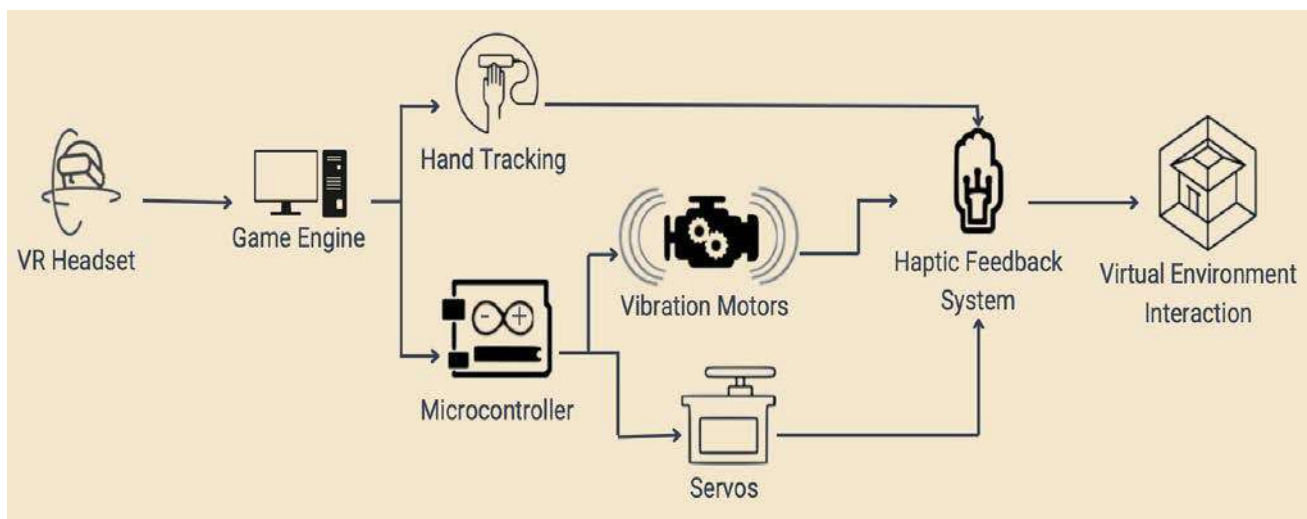 VR Headset
Game Engine
Hand Tracking
Microcontroller
Vibration Motors
Servos
Haptic Feedback
System
Virtual Environment
Interaction